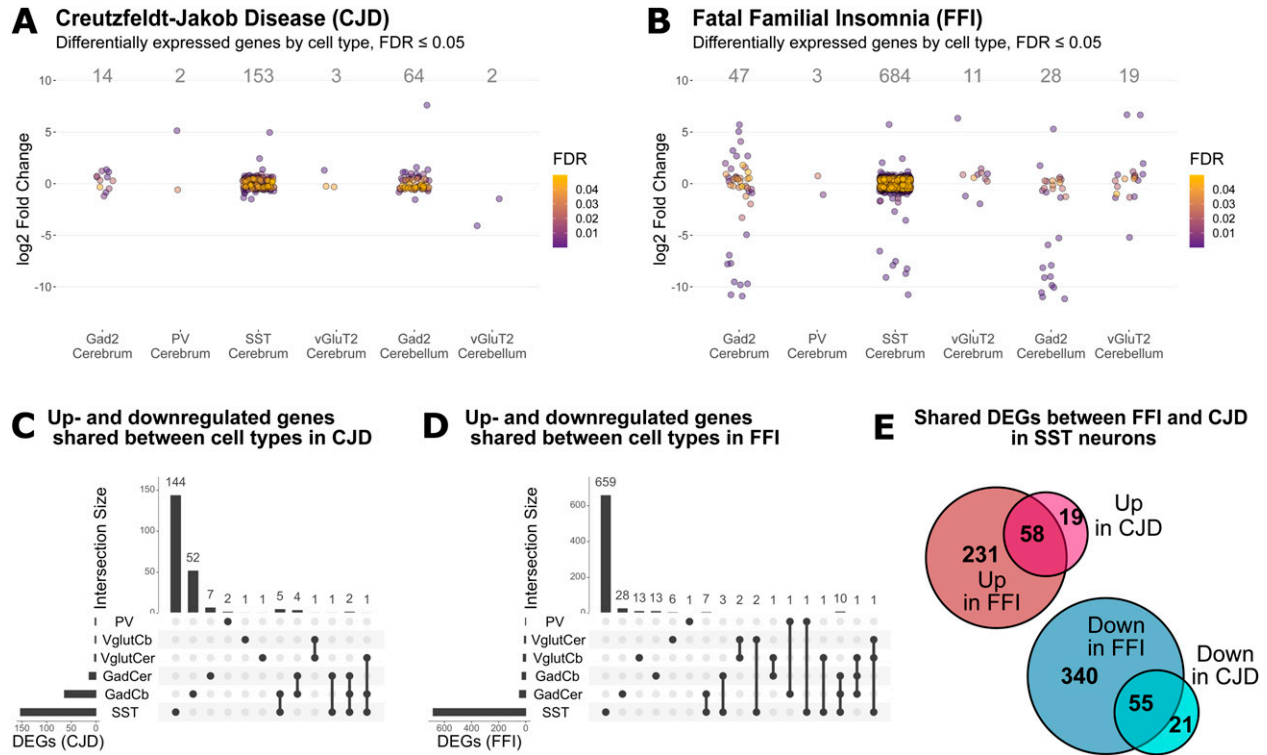 A Creutzfeldt-Jakob Disease (CJD)
Differentially expressed genes by cell type, FDR ≤ 0.05
14 2 153 3 64 2
10
5
0
-5
-10
log2 Fold Change
FDR
0.04
0.03
0.02
0.01
Gad2 PV SST vGluT2 Gad2 vGluT2
Cerebrum Cerebrum Cerebrum Cerebrum Cerebellum Cerebellum
B Fatal Familial Insomnia (FFI)
Differentially expressed genes by cell type, FDR ≤ 0.05
47 3 684 11 28 19
10
5
0
-5
-10
log2 Fold Change
FDR
0.04
0.03
0.02
0.01
Gad2 PV SST vGluT2 Gad2 vGluT2
Cerebrum Cerebrum Cerebrum Cerebrum Cerebellum Cerebellum
C Up- and downregulated genes
shared between cell types in CJD
Intersection Size
150
100
50
0
144 52 7 2 1 1 5 4 1 1 2 1
PV
VglutCb
VglutCer
GadCer
GadCb
SST
150 100 50 0
DEGs (CJD)
D Up- and downregulated genes
shared between cell types in FFI
Intersection Size
600
400
200
0
659 28 13 13 6 1 7 3 2 2 1 1 1 1 10 1 1
PV
VglutCer
VglutCb
GadCb
GadCer
SST
600 400 200 0
DEGs (FFI)
E Shared DEGs between FFI and CJD
in SST neurons
231
Up
in FFI
58
19
Up
in CJD
Down
in FFI
340
55
21
Down
in CJD